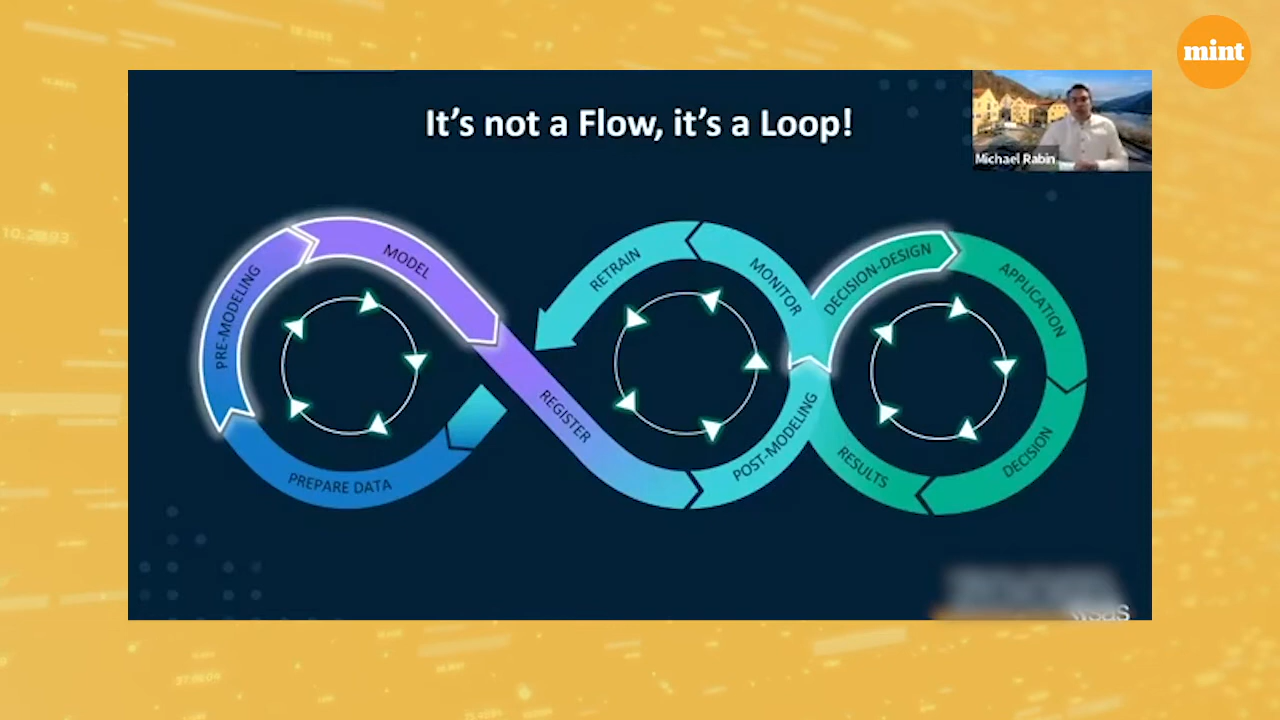 mint
It's not a Flow, it's a Loop!
Michael Rabin
PRE-MODELING
MODEL
RETRAIN
MONITOR
DECISION-DESIGN
APPLICATION
REGISTER
POST-MODELING
RESULTS
DECISION
PREPARE DATA
sas